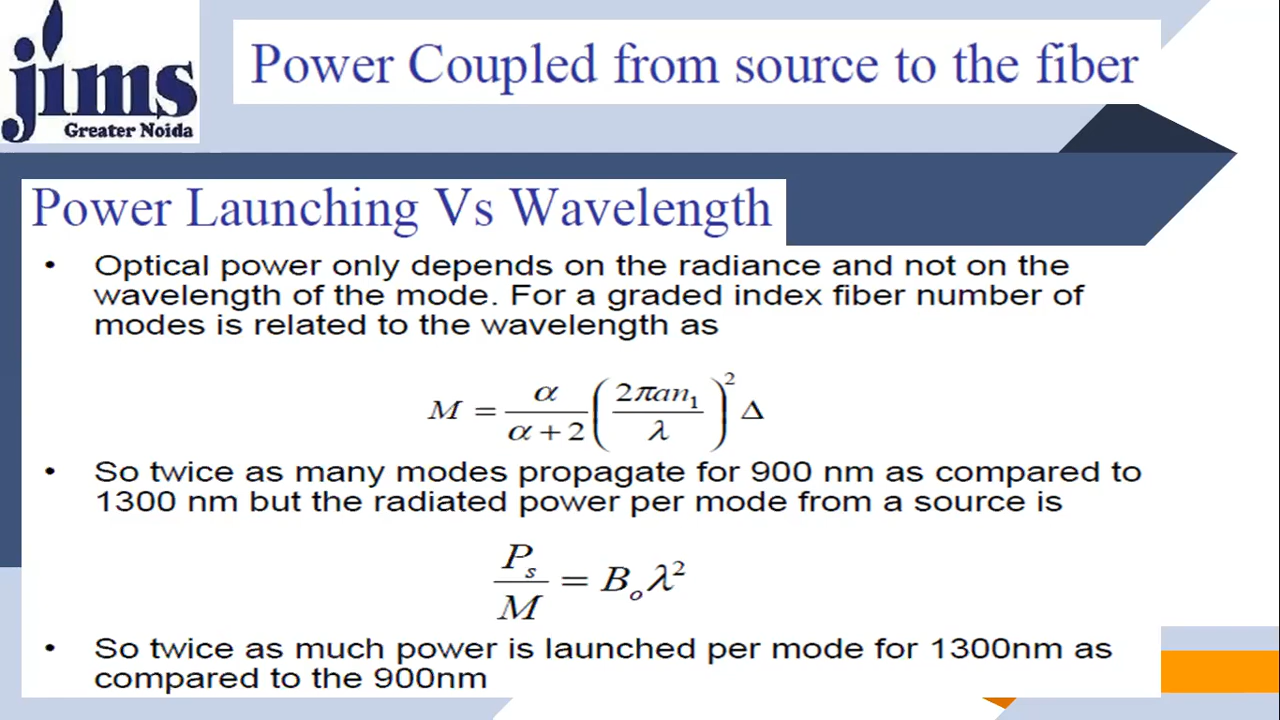 jims
Greater Noida
Power Coupled from source to the fiber
Power Launching Vs Wavelength
• Optical power only depends on the radiance and not on the
wavelength of the mode. For a graded index fiber number of
modes is related to the wavelength as
M = α/(α + 2) (2πan₁/λ)² Δ
• So twice as many modes propagate for 900 nm as compared to
1300 nm but the radiated power per mode from a source is
Pₛ/M = Bₒλ²
• So twice as much power is launched per mode for 1300nm as
compared to the 900nm